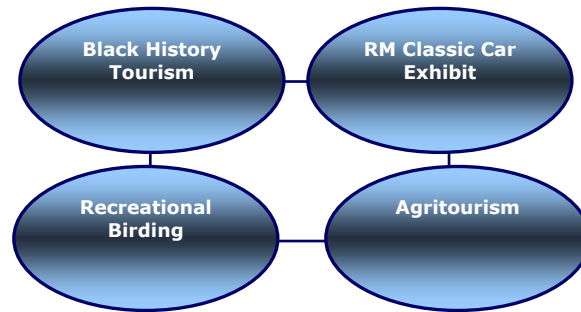 Black History
Tourism
RM Classic Car
Exhibit
Recreational
Birding
Agritourism